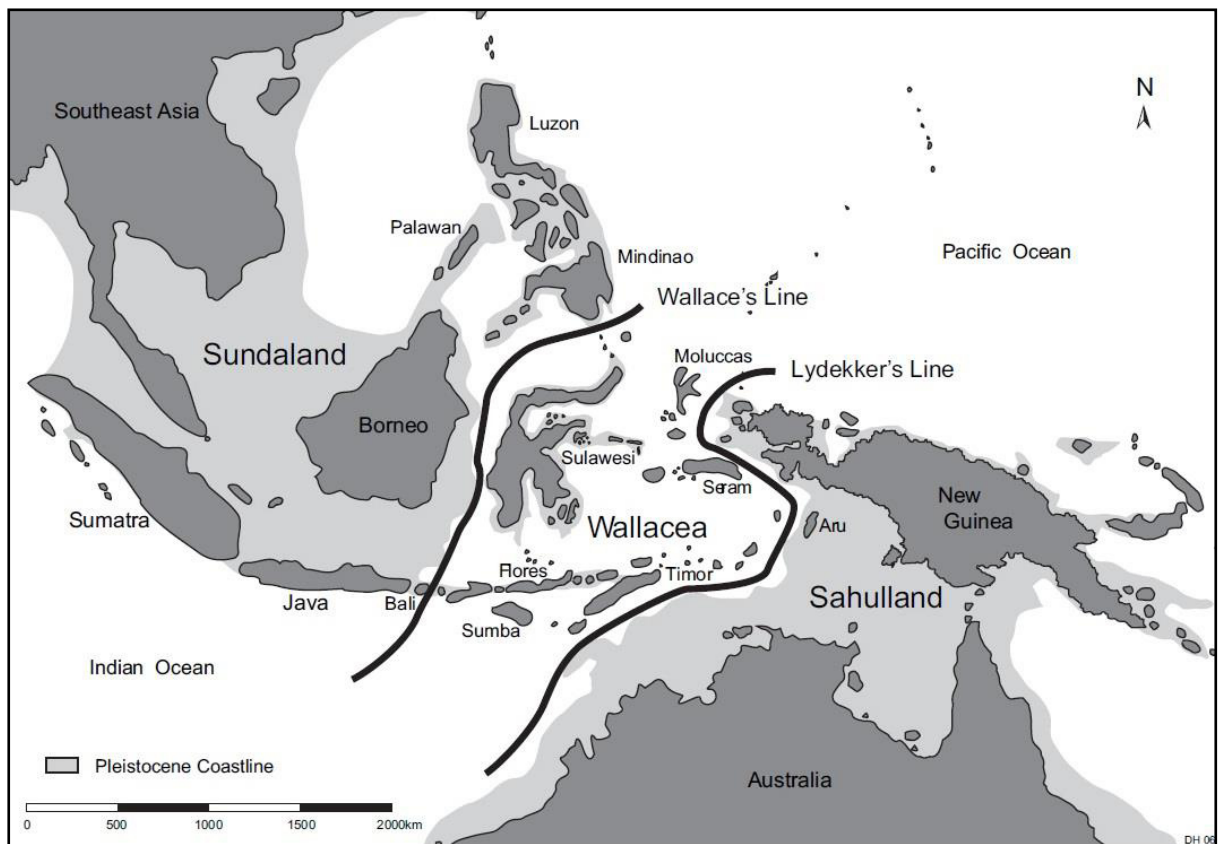 Southeast Asia
Luzon
N
Palawan
Mindinao
Pacific Ocean
Wallace's Line
Sundaland
Moluccas
Lydekker's Line
Borneo
Sulawesi
Seram
New
Guinea
Sumatra
Wallacea
Aru
Flores
Timor
Java
Bali
Sahulland
Sumba
Indian Ocean
Pleistocene Coastline
Australia
0 500 1000 1500 2000km
DH 06